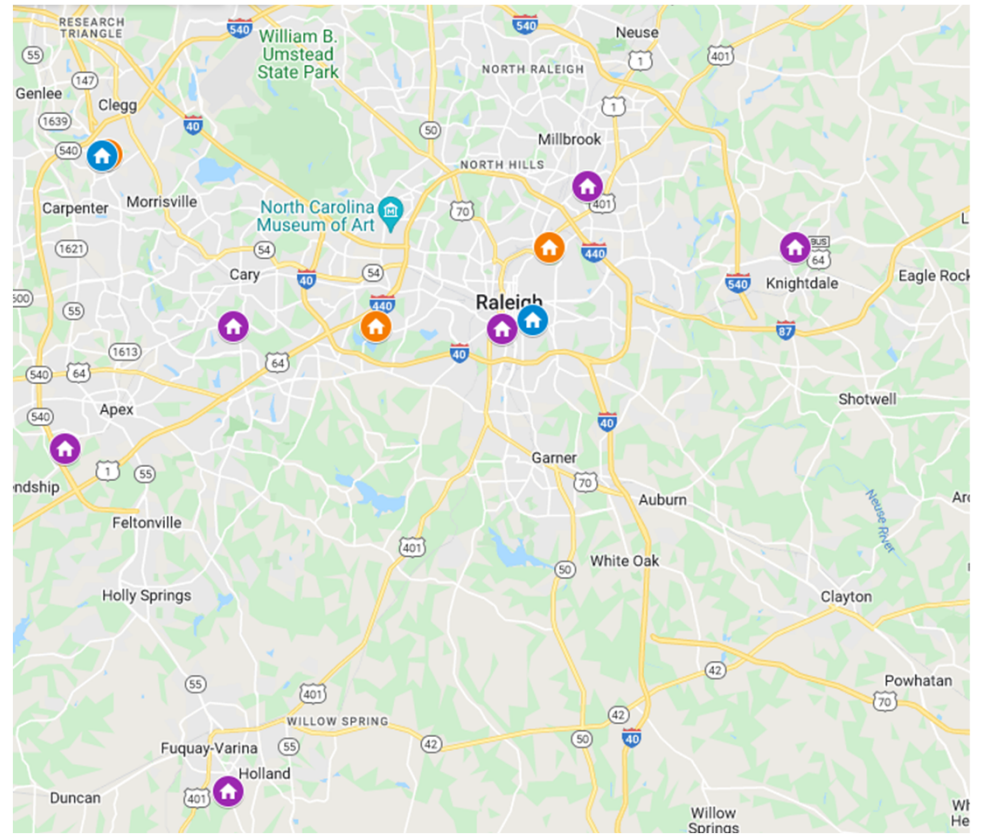 RESEARCH
TRIANGLE
540
540
Neuse
William B.
Umstead
State Park
55
1
401
NORTH RALEIGH
147
Genlee
Clegg
1
1639
40
50
Millbrook
540
NORTH HILLS
Carpenter
Morrisville
North Carolina
Museum of Art
70
401
1621
54
440
BUS
64
Cary
40
54
540
Knightdale
Eagle Rock
440
Raleigh
55
87
1613
40
64
540
64
Shotwell
540
Apex
40
1
55
Garner
70
Auburn
Feltonville
Neuse River
401
White Oak
50
Holly Springs
Clayton
55
42
Powhatan
401
70
WILLOW SPRING
42
Fuquay-Varina
55
42
50
40
Holland
Duncan
401
Willow
Springs